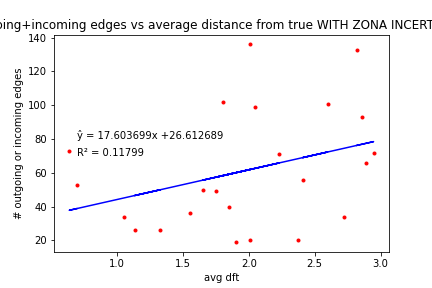 oing+incoming edges vs average distance from true WITH ZONA INCERT
140
120
100
80
60
40
20
# outgoing or incoming edges
ŷ = 17.603699x +26.612689
R² = 0.11799
1.0 1.5 2.0 2.5 3.0
avg dft